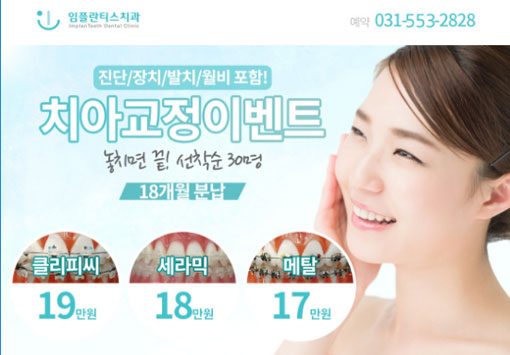 임플란티스치과
ImplanTeeth Dental Clinic
예약 031-553-2828
진단/장치/발치/월비 포함!
치아교정이벤트
놓치면 끝! 선착순 30명
18개월 분납
클리피씨
19만원
세라믹
18만원
메탈
17만원